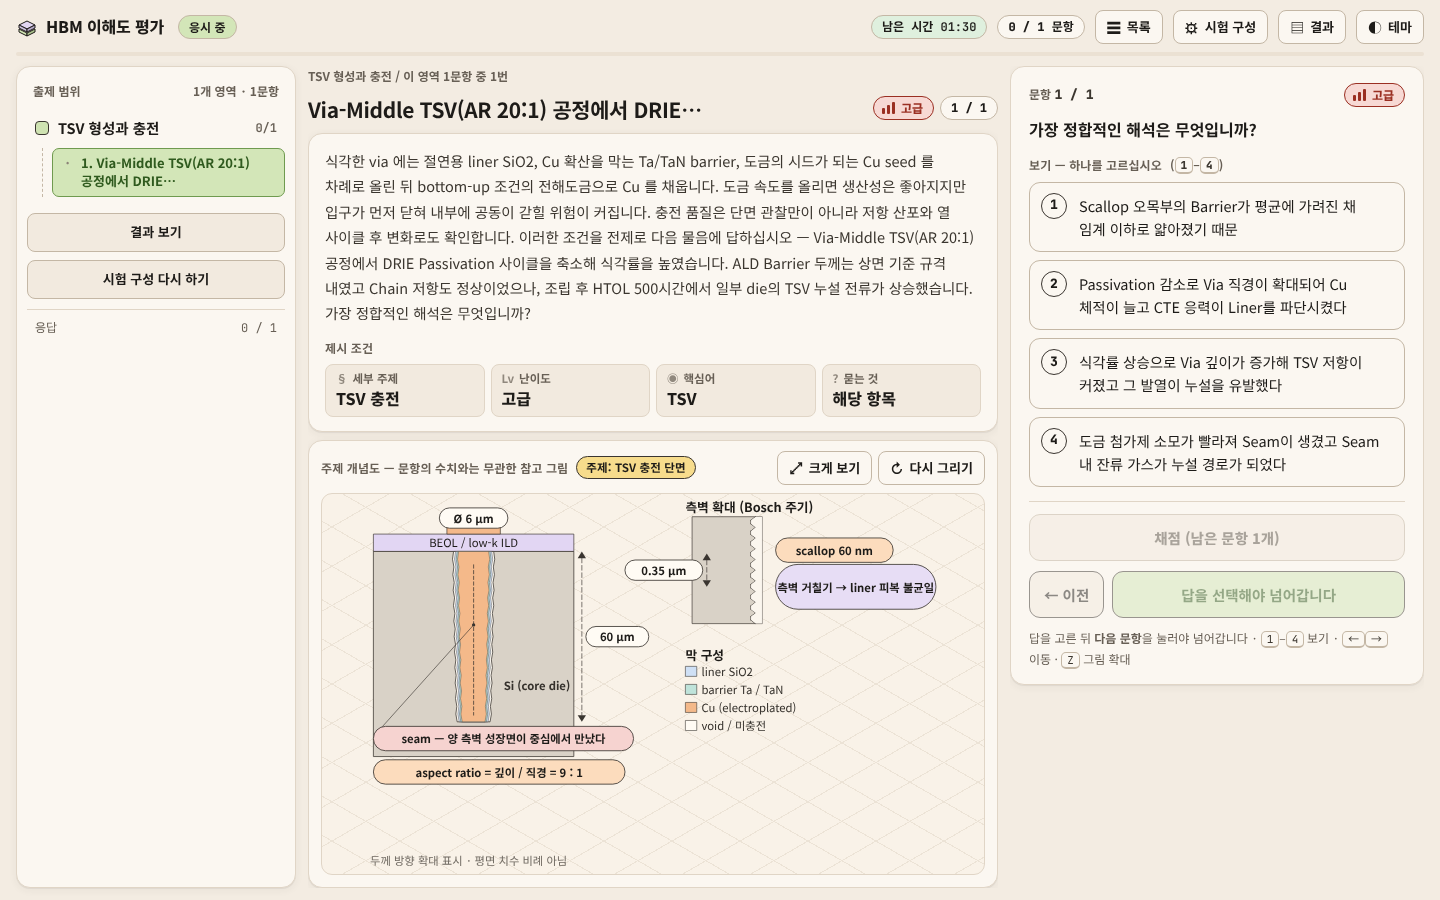 HBM 이해도 평가
응시 중
남은 시간 01:30
0 / 1 문항
목록
시험 구성
결과
테마
출제 범위
1개 영역 · 1문항
TSV 형성과 충전
0/1
· 1. Via-Middle TSV(AR 20:1)
공정에서 DRIE…
결과 보기
시험 구성 다시 하기
응답
0 / 1
TSV 형성과 충전 / 이 영역 1문항 중 1번
Via-Middle TSV(AR 20:1) 공정에서 DRIE…
고급
1 / 1
식각한 via 에는 절연용 liner SiO2, Cu 확산을 막는 Ta/TaN barrier, 도금의 시드가 되는 Cu seed 를
차례로 올린 뒤 bottom-up 조건의 전해도금으로 Cu 를 채웁니다. 도금 속도를 올리면 생산성은 좋아지지만
입구가 먼저 닫혀 내부에 공동이 갇힐 위험이 커집니다. 충전 품질은 단면 관찰만이 아니라 저항 산포와 열
사이클 후 변화로도 확인합니다. 이러한 조건을 전제로 다음 물음에 답하십시오 — Via-Middle TSV(AR 20:1)
공정에서 DRIE Passivation 사이클을 축소해 식각률을 높였습니다. ALD Barrier 두께는 상면 기준 규격
내였고 Chain 저항도 정상이었으나, 조립 후 HTOL 500시간에서 일부 die의 TSV 누설 전류가 상승했습니다.
가장 정합적인 해석은 무엇입니까?
제시 조건
§ 세부 주제
TSV 충전
Lv 난이도
고급
◉ 핵심어
TSV
? 묻는 것
해당 항목
주제 개념도 — 문항의 수치와는 무관한 참고 그림
주제: TSV 충전 단면
크게 보기
다시 그리기
Ø 6 µm
BEOL / low-k ILD
60 µm
Si (core die)
seam — 양 측벽 성장면이 중심에서 만났다
aspect ratio = 깊이 / 직경 = 9 : 1
측벽 확대 (Bosch 주기)
0.35 µm
scallop 60 nm
측벽 거칠기 → liner 피복 불균일
막 구성
liner SiO2
barrier Ta / TaN
Cu (electroplated)
void / 미충전
두께 방향 확대 표시 · 평면 치수 비례 아님
문항 1 / 1
고급
가장 정합적인 해석은 무엇입니까?
보기 — 하나를 고르십시오 (1–4)
1 Scallop 오목부의 Barrier가 평균에 가려진 채
임계 이하로 얇아졌기 때문
2 Passivation 감소로 Via 직경이 확대되어 Cu
체적이 늘고 CTE 응력이 Liner를 파단시켰다
3 식각률 상승으로 Via 깊이가 증가해 TSV 저항이
커졌고 그 발열이 누설을 유발했다
4 도금 첨가제 소모가 빨라져 Seam이 생겼고 Seam
내 잔류 가스가 누설 경로가 되었다
채점 (남은 문항 1개)
← 이전
답을 선택해야 넘어갑니다
답을 고른 뒤 다음 문항을 눌러야 넘어갑니다 · 1–4 보기 · ← →
이동 · Z 그림 확대